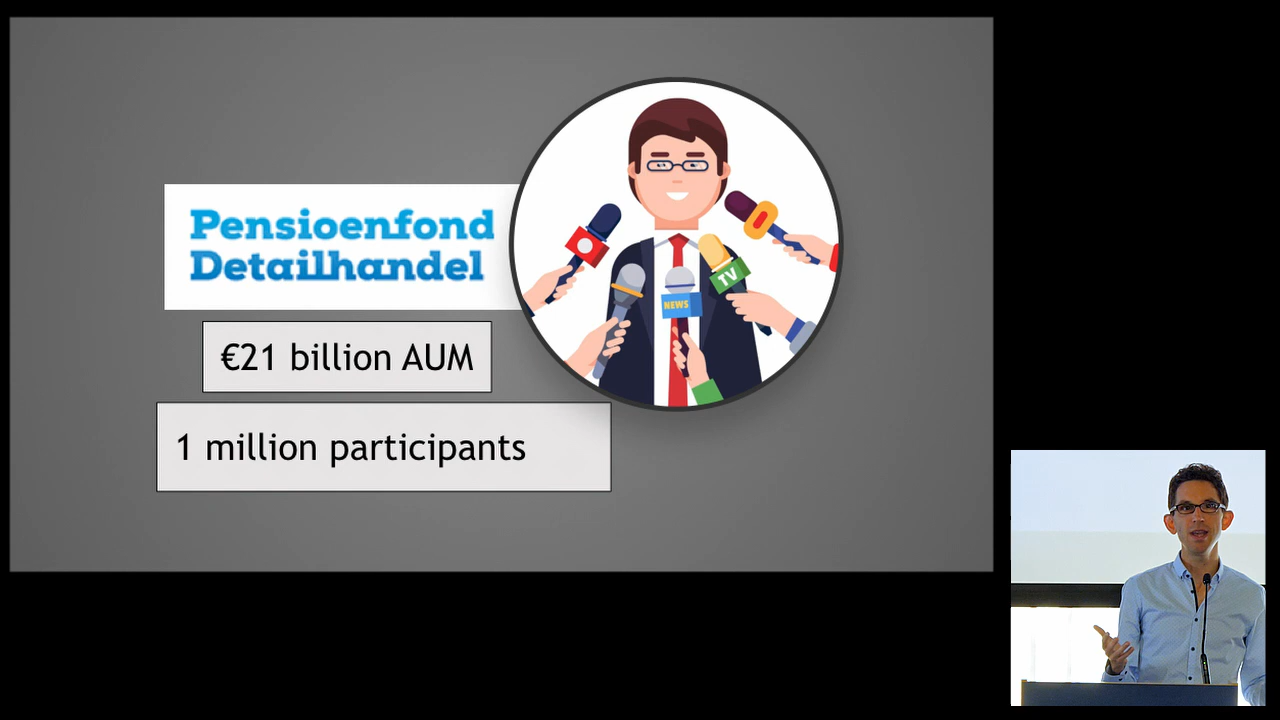 Pensioenfond
Detailhandel
€21 billion AUM
1 million participants
NEWS
TV